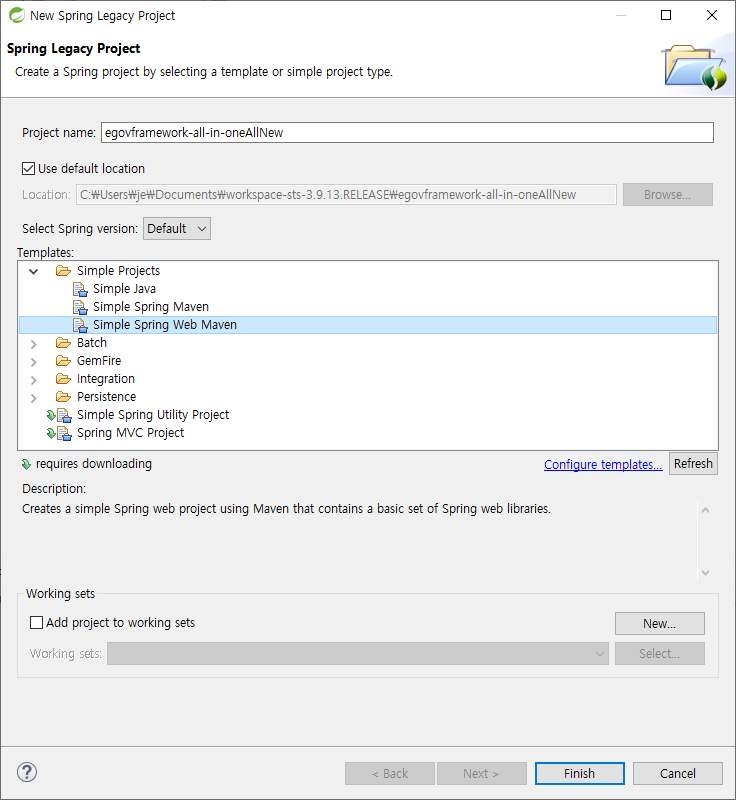 New Spring Legacy Project
Spring Legacy Project
Create a Spring project by selecting a template or simple project type.
Project name: egovframework-all-in-oneAllNew
Use default location
Location: C:₩Users₩je₩Documents₩workspace-sts-3.9.13.RELEASE₩egovframework-all-in-oneAllNew Browse...
Select Spring version: Default
Templates:
Simple Projects
Simple Java
Simple Spring Maven
Simple Spring Web Maven
Batch
GemFire
Integration
Persistence
Simple Spring Utility Project
Spring MVC Project
requires downloading Configure templates... Refresh
Description:
Creates a simple Spring web project using Maven that contains a basic set of Spring web libraries.
Working sets
Add project to working sets New...
Working sets: Select...
? < Back Next > Finish Cancel